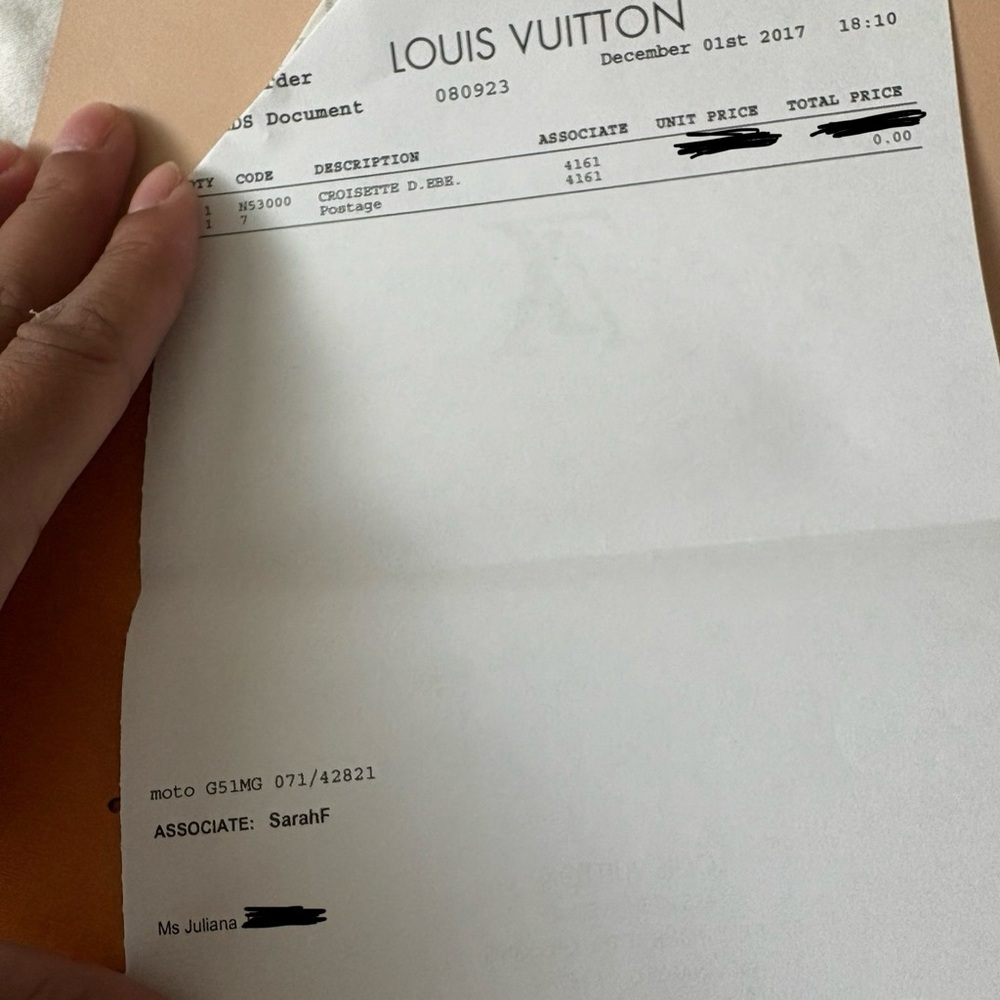 LOUIS VUITTON
December 01st 2017 18:10
der
DS Document 080923
TY CODE DESCRIPTION ASSOCIATE UNIT PRICE TOTAL PRICE
1 N53000 CROISETTE D.EBE. 4161
1 7 Postage 4161 0.00
moto G51MG 071/42821
ASSOCIATE: SarahF
Ms Juliana